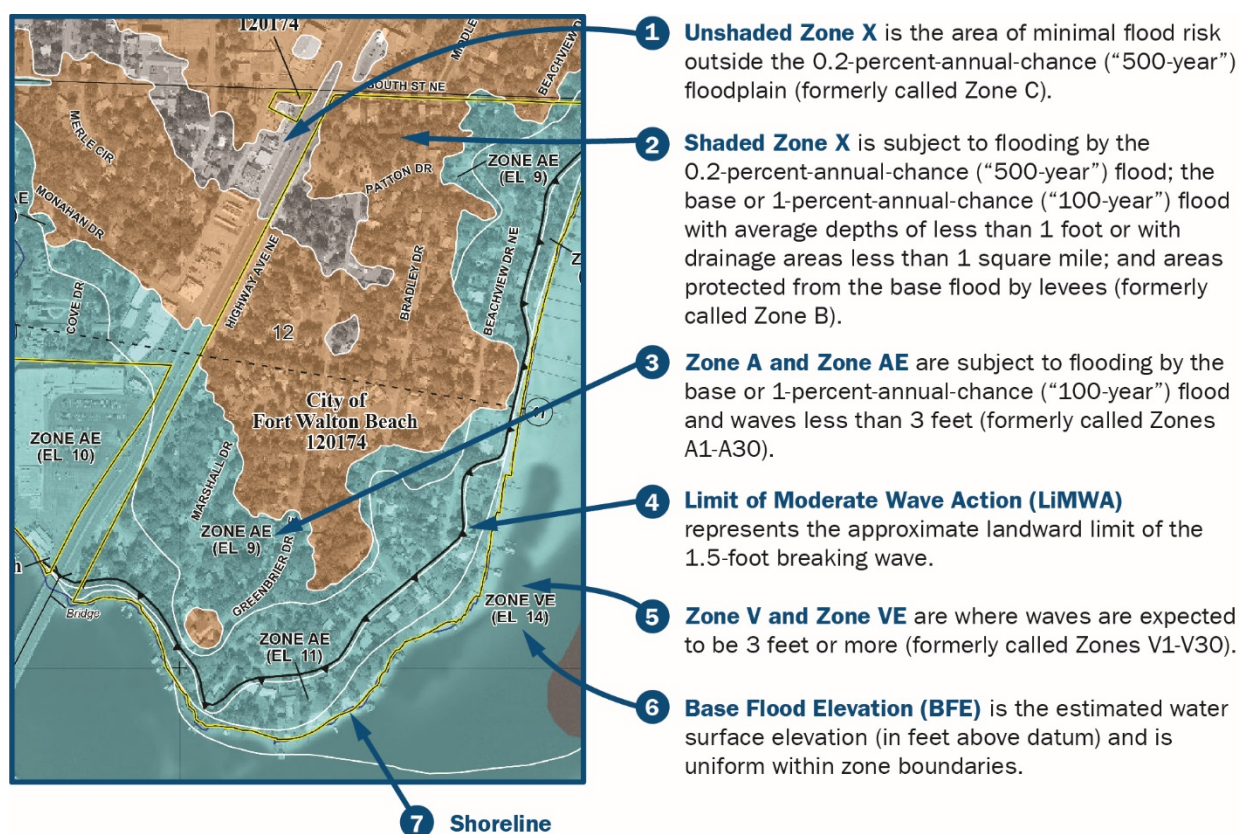 120174
MIDDLE
BEACHVIEW D
SOUTH ST NE
MERLE CIR
ZONE AE
(EL 9)
PATTON DR
AE
MONAHAN DR
HIGHWAY AVE NE
BRADLEY DR
BEACHVIEW DR NE
COVE DR
12
City of
Fort Walton Beach
120174
ZONE AE
(EL 10)
MARSHALL DR
ZONE AE
(EL 9)
GREENBRIER DR
Bridge
ZONE VE
(EL 14)
ZONE AE
(EL 11)
1 Unshaded Zone X is the area of minimal flood risk
outside the 0.2-percent-annual-chance (“500-year”)
floodplain (formerly called Zone C).
2 Shaded Zone X is subject to flooding by the
0.2-percent-annual-chance (“500-year”) flood; the
base or 1-percent-annual-chance (“100-year”) flood
with average depths of less than 1 foot or with
drainage areas less than 1 square mile; and areas
protected from the base flood by levees (formerly
called Zone B).
3 Zone A and Zone AE are subject to flooding by the
base or 1-percent-annual-chance (“100-year”) flood
and waves less than 3 feet (formerly called Zones
A1-A30).
4 Limit of Moderate Wave Action (LiMWA)
represents the approximate landward limit of the
1.5-foot breaking wave.
5 Zone V and Zone VE are where waves are expected
to be 3 feet or more (formerly called Zones V1-V30).
6 Base Flood Elevation (BFE) is the estimated water
surface elevation (in feet above datum) and is
uniform within zone boundaries.
7 Shoreline